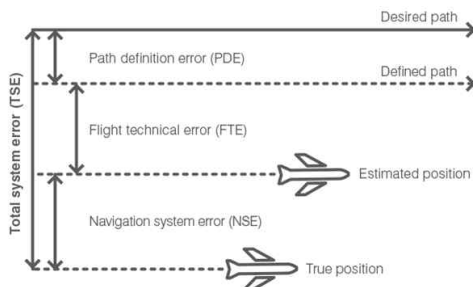 Desired path
Path definition error (PDE)
Defined path
Flight technical error (FTE)
Estimated position
Navigation system error (NSE)
True position
Total system error (TSE)